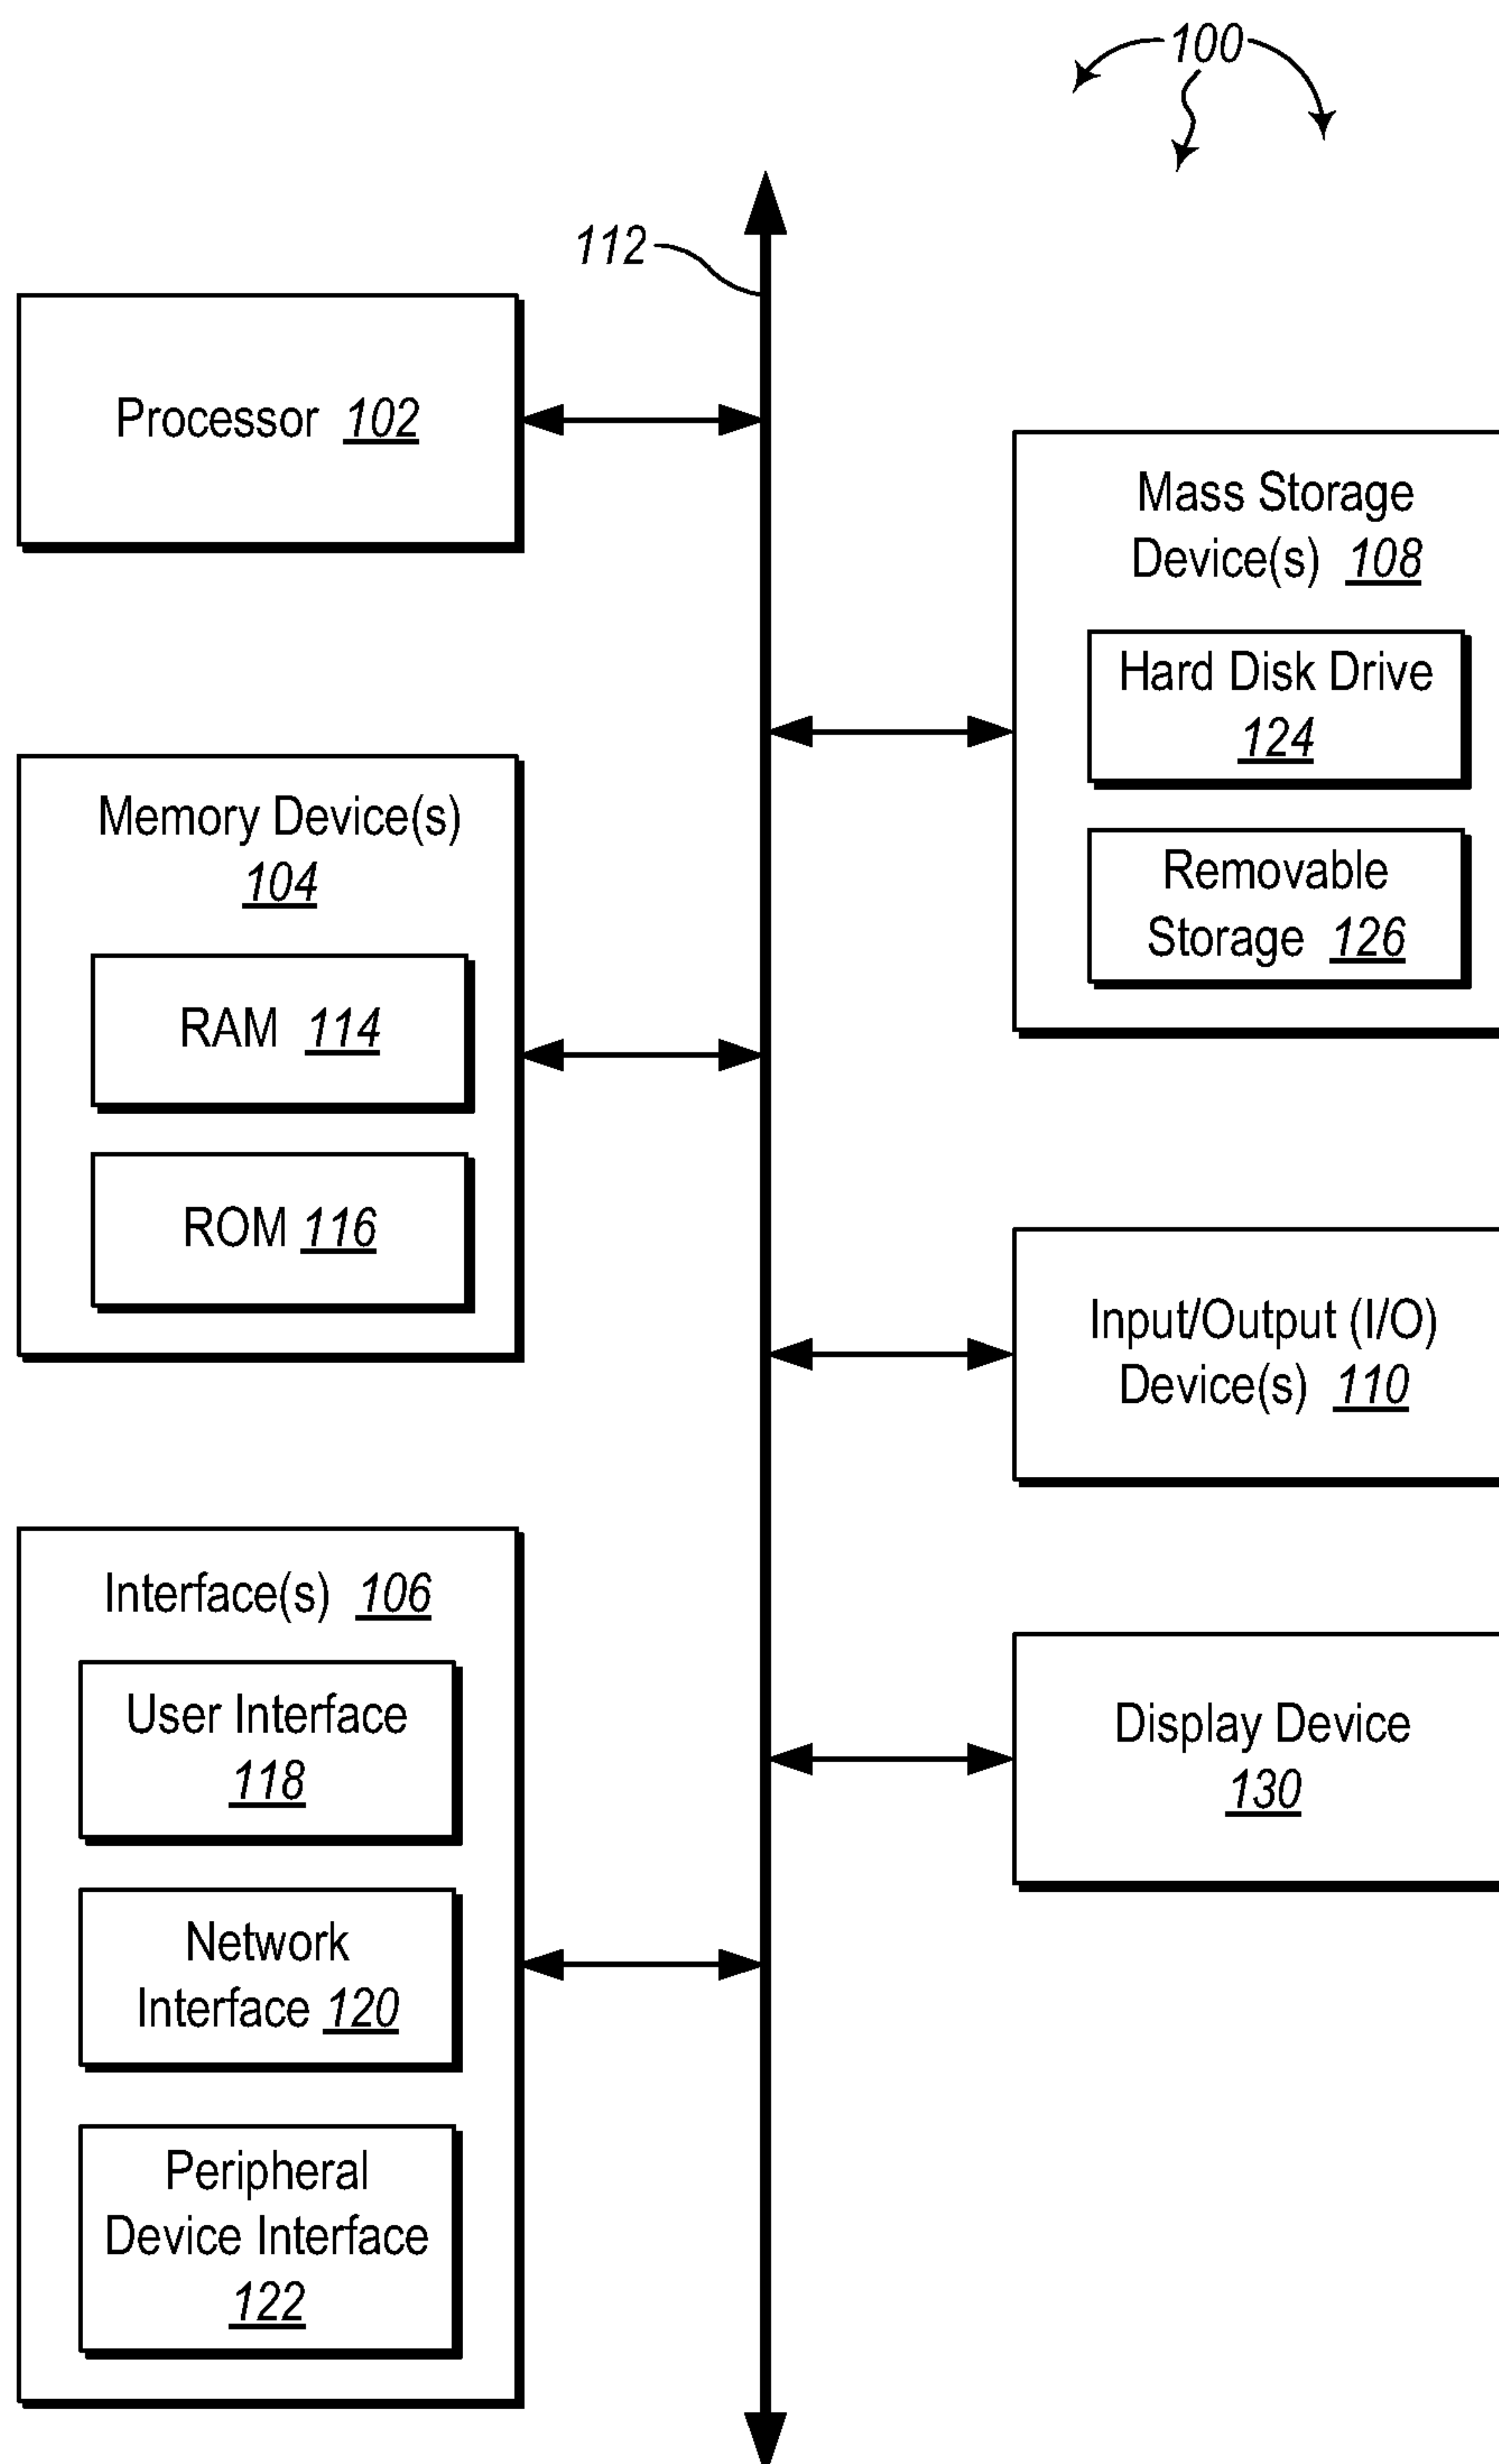 100
112
Processor 102
Mass Storage
Device(s) 108
Hard Disk Drive
124
Removable
Storage 126
Memory Device(s)
104
RAM 114
ROM 116
Input/Output (I/O)
Device(s) 110
Interface(s) 106
User Interface
118
Network
Interface 120
Peripheral
Device Interface
122
Display Device
130